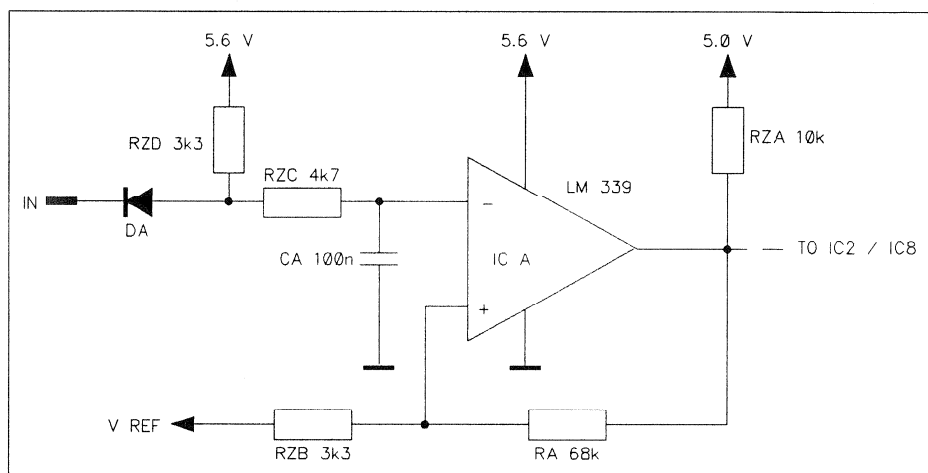 5.6 V
5.6 V
5.0 V
RZD 3k3
RZA 10k
RZC 4k7
LM 339
IN
DA
-
CA 100n
IC A
TO IC2 / IC8
+
V REF
RZB 3k3
RA 68k